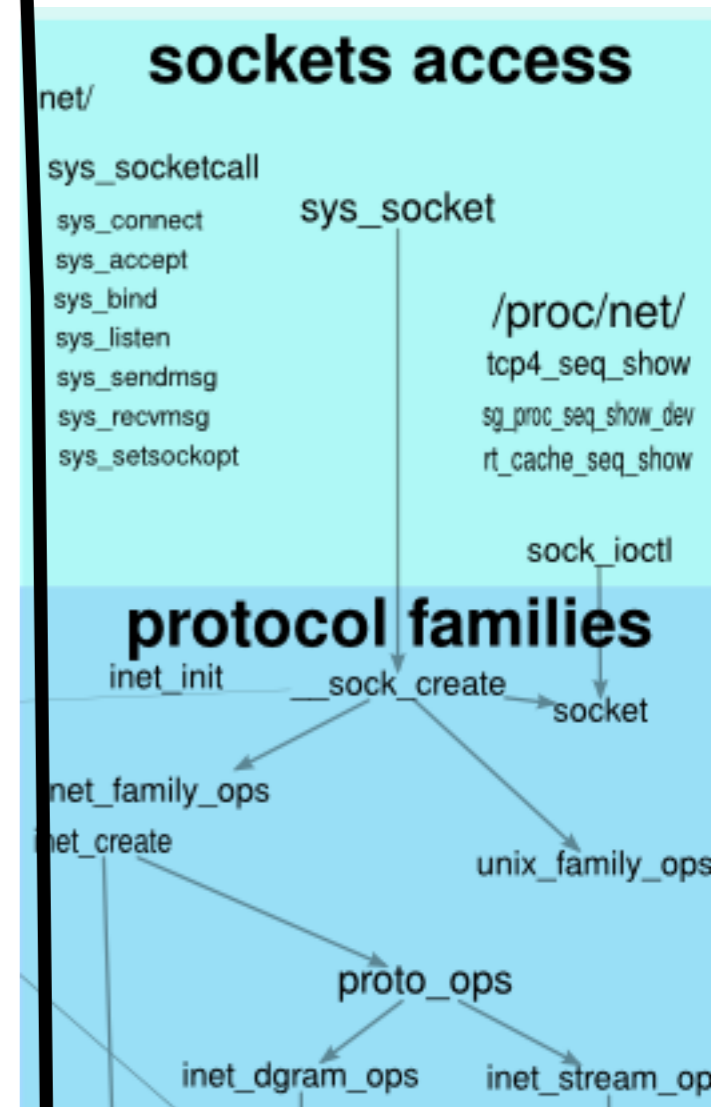 sockets access
net/
sys_socketcall
sys_connect
sys_accept
sys_bind
sys_listen
sys_sendmsg
sys_recvmsg
sys_setsockopt
sys_socket
/proc/net/
tcp4_seq_show
sg_proc_seq_show_dev
rt_cache_seq_show
sock_ioctl
protocol families
inet_init
__sock_create
socket
net_family_ops
inet_create
unix_family_ops
proto_ops
inet_dgram_ops
inet_stream_op